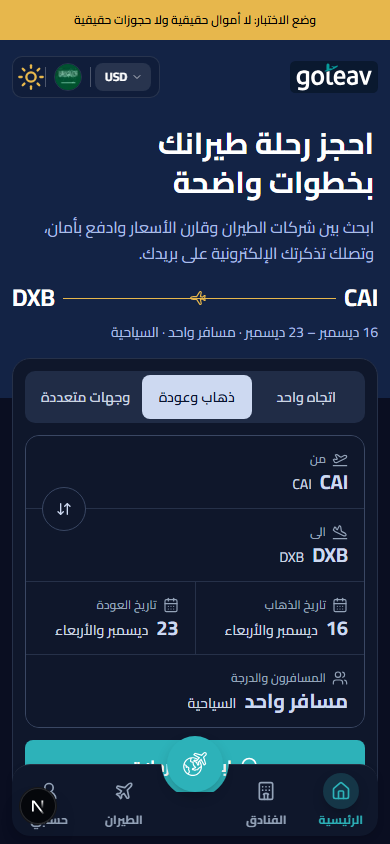 وضع الاختبار: لا أموال حقيقية ولا حجوزات حقيقية
goleav
USD
احجز رحلة طيرانك
بخطوات واضحة
ابحث بين شركات الطيران وقارن الأسعار وادفع بأمان،
وتصلك تذكرتك الإلكترونية على بريدك.
CAI DXB
16 ديسمبر – 23 ديسمبر · مسافر واحد · السياحية
اتجاه واحد
ذهاب وعودة
وجهات متعددة
من
CAI CAI
الى
DXB DXB
تاريخ الذهاب
16 ديسمبر والأربعاء
تاريخ العودة
23 ديسمبر والأربعاء
المسافرون والدرجة
مسافر واحد السياحية
الرئيسية
الفنادق
الطيران
حسابي
N